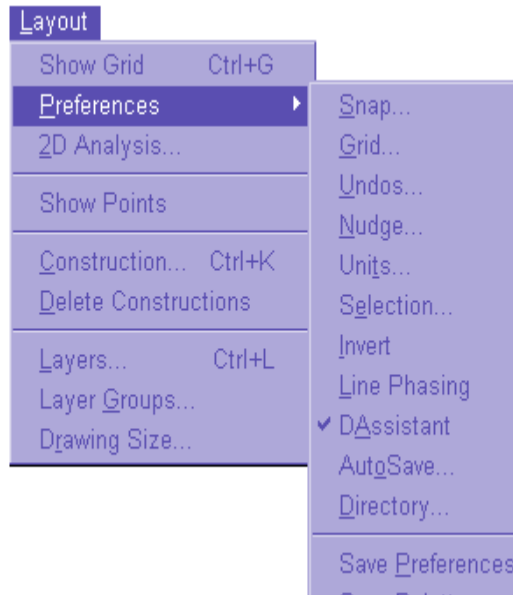 Layout
Show Grid Ctrl+G
Preferences
2D Analysis...
Show Points
Construction... Ctrl+K
Delete Constructions
Layers... Ctrl+L
Layer Groups...
Drawing Size...
Snap...
Grid...
Undos...
Nudge...
Units...
Selection...
Invert
Line Phasing
DAssistant
AutoSave...
Directory...
Save Preferences